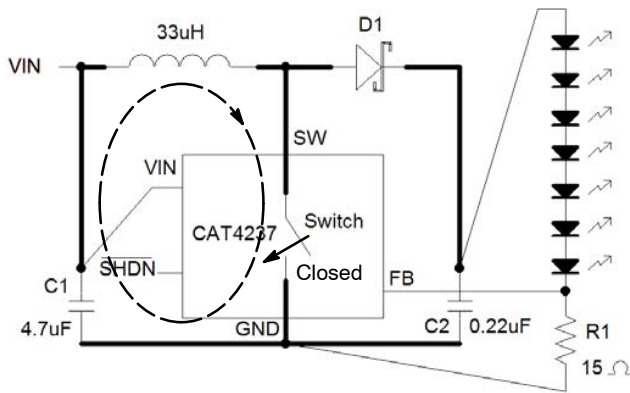 33uH
D1
VIN
SW
VIN
Switch
CAT4237
SHDN
Closed
FB
C1
4.7uF
GND
C2
0.22uF
R1
15 Ω